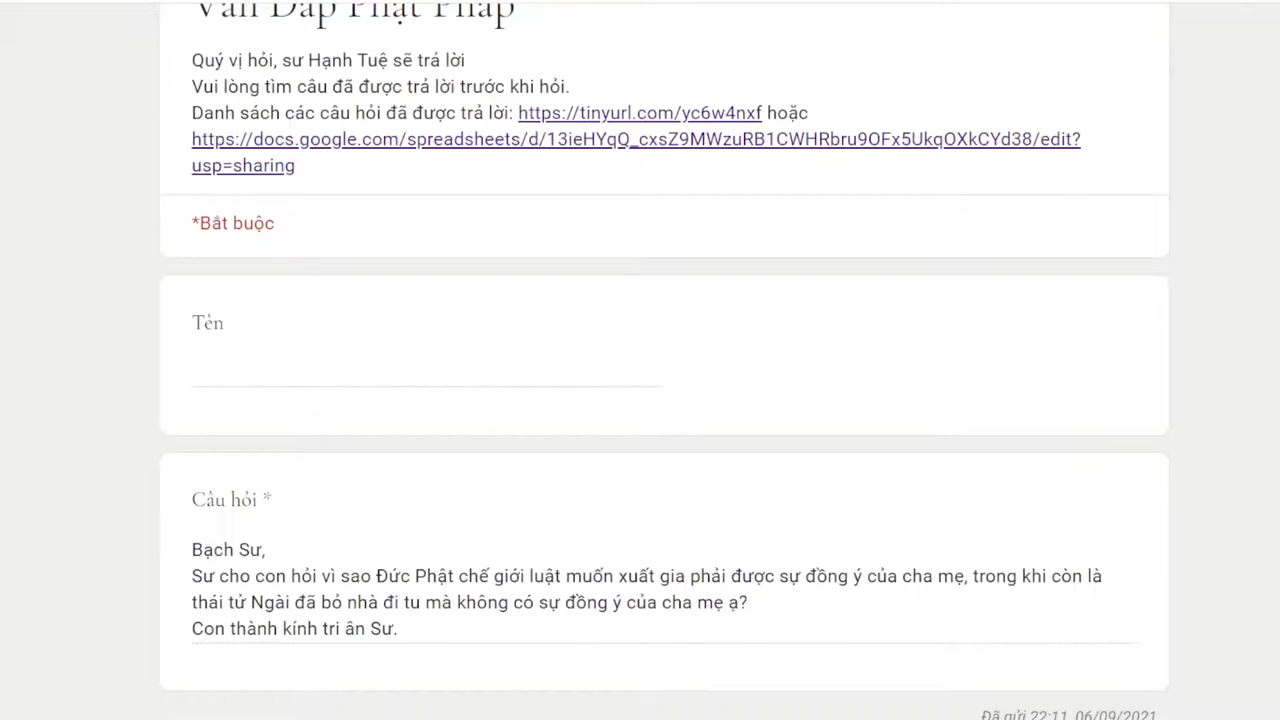 Vấn Đáp Phật Pháp
Quý vị hỏi, sư Hạnh Tuệ sẽ trả lời
Vui lòng tìm câu đã được trả lời trước khi hỏi.
Danh sách các câu hỏi đã được trả lời: https://tinyurl.com/yc6w4nxf hoặc
https://docs.google.com/spreadsheets/d/13ieHYqQ_cxsZ9MWzuRB1CWHRbru9OFx5UkqOXkCYd38/edit?
usp=sharing
*Bắt buộc
Tên
Câu hỏi *
Bạch Sư,
Sư cho con hỏi vì sao Đức Phật chế giới luật muốn xuất gia phải được sự đồng ý của cha mẹ, trong khi còn là
thái tử Ngài đã bỏ nhà đi tu mà không có sự đồng ý của cha mẹ ạ?
Con thành kính tri ân Sư.
Đã gửi 22:11, 06/09/2021